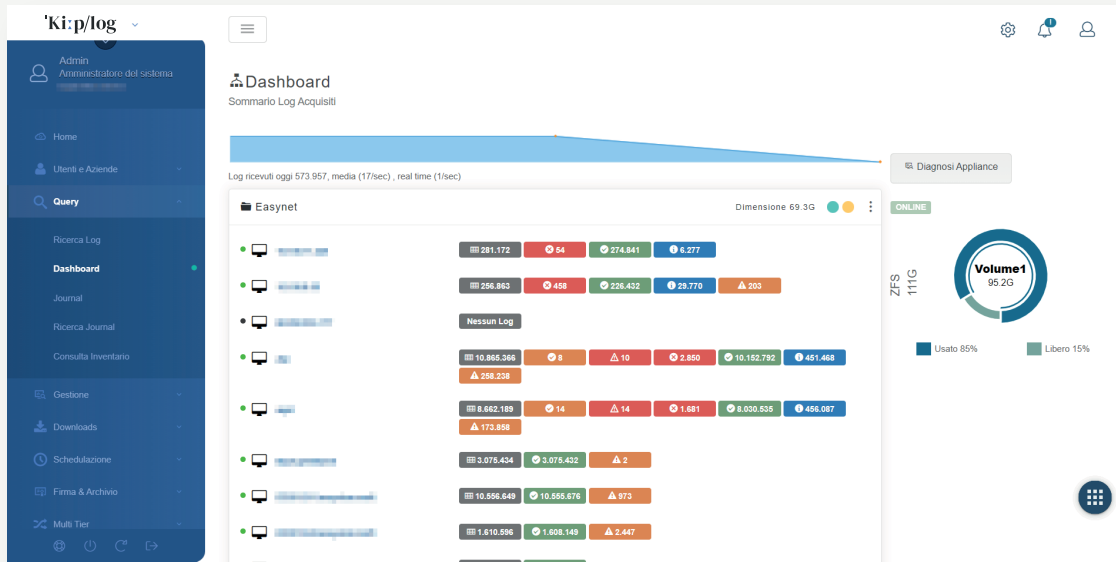 'Ki:p/log
1
Admin
Amministratore del sistema
Home
Utenti e Aziende
Query
Ricerca Log
Dashboard
Journal
Ricerca Journal
Consulta Inventario
Gestione
Downloads
Schedulazione
Firma & Archivio
Multi Tier
Dashboard
Sommario Log Acquisiti
Log ricevuti oggi 573.957, media (17/sec) , real time (1/sec)
Easynet
Dimensione 69.3G
281.172 54 274.841 6.277
256.863 458 226.432 29.770 203
Nessun Log
10.865.366 8 10 2.850 10.152.792 451.468
258.238
8.662.189 14 14 1.681 8.030.535 456.087
173.858
3.075.434 3.075.432 2
10.556.649 10.555.676 973
1.610.596 1.608.149 2.447
Diagnosi Appliance
ONLINE
ZFS
111G
Volume1
95.2G
Usato 85% Libero 15%